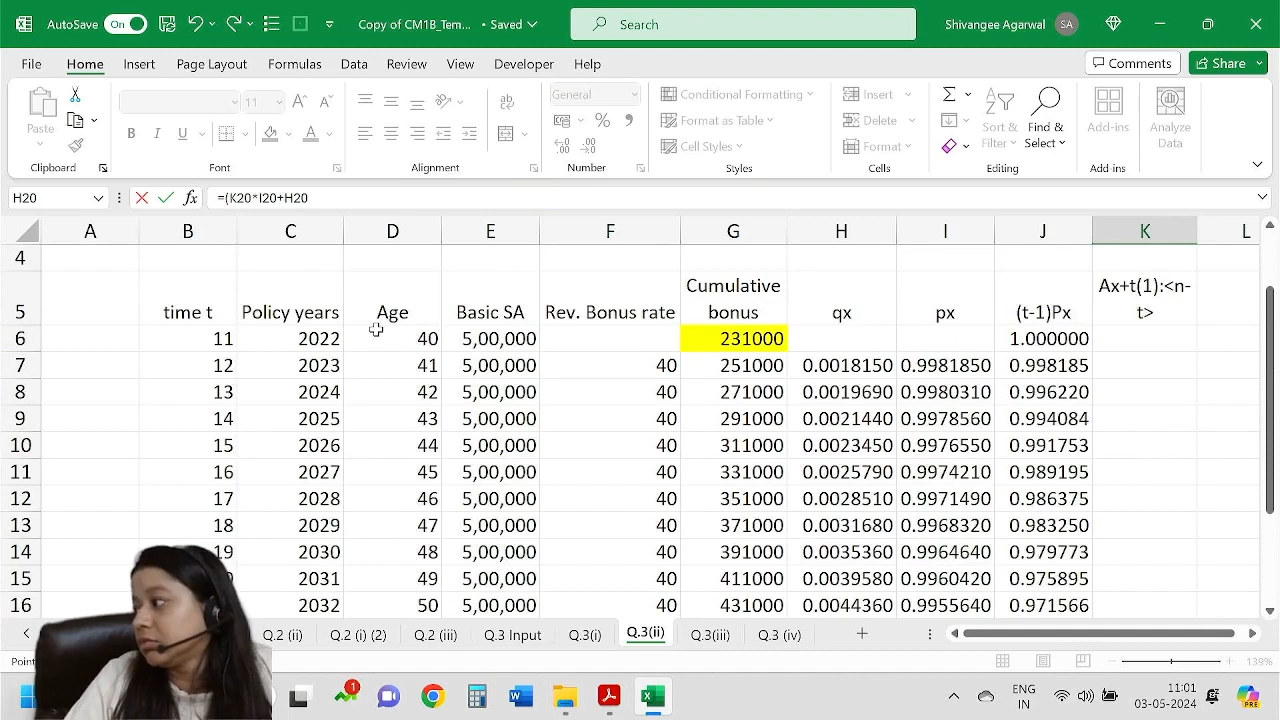 AutoSave On Copy of CM1B_Tem... • Saved Search Shrangee Agarwal SA
File Home Insert Page Layout Formulas Data Review View Developer Help Comments Share
Paste Clipboard
11 B I U Font
Alignment
General % Number
Conditional Formatting
Format as Table
Cell Styles
Styles
Insert
Delete
Format
Cells
Sort & Filter Find & Select Editing
Add-ins Add-ins
Analyze Data
H20 fx =(K20*I20+H20
A B C D E F G H I J K L
4
5 time t Policy years Age Basic SA Rev. Bonus rate Cumulative bonus qx px (t-1)Px Ax+t(1):<n-t>
6 11 2022 40 5,00,000 231000 1.000000
7 12 2023 41 5,00,000 40 251000 0.0018150 0.9981850 0.998185
8 13 2024 42 5,00,000 40 271000 0.0019690 0.9980310 0.996220
9 14 2025 43 5,00,000 40 291000 0.0021440 0.9978560 0.994084
10 15 2026 44 5,00,000 40 311000 0.0023450 0.9976550 0.991753
11 16 2027 45 5,00,000 40 331000 0.0025790 0.9974210 0.989195
12 17 2028 46 5,00,000 40 351000 0.0028510 0.9971490 0.986375
13 18 2029 47 5,00,000 40 371000 0.0031680 0.9968320 0.983250
14 19 2030 48 5,00,000 40 391000 0.0035360 0.9964640 0.979773
15 2031 49 5,00,000 40 411000 0.0039580 0.9960420 0.975895
16 2032 50 5,00,000 40 431000 0.0044360 0.9955640 0.971566
Q.2 (ii) Q.2 (i) (2) Q.2 (iii) Q.3 Input Q.3(i) Q.3(ii) Q.3(iii) Q.3 (iv)
Point 139%
1 ENG IN 11:01 03-05-2024 PRE